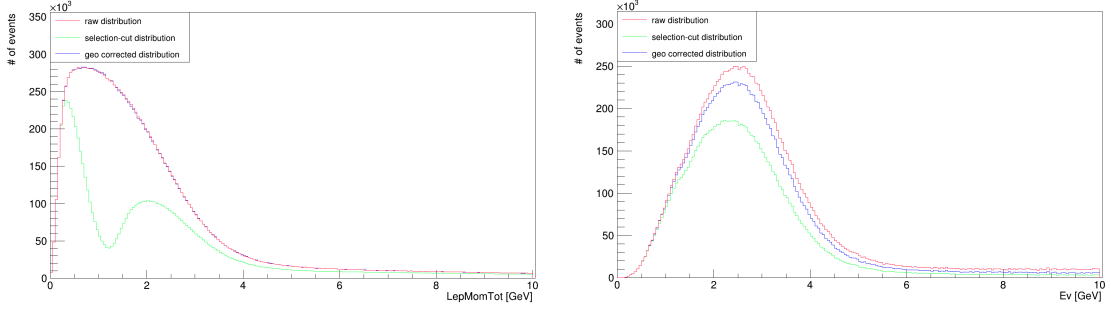 ×10³
350
300
250
200
150
100
50
0
# of events
raw distribution
selection-cut distribution
geo corrected distribution
0 2 4 6 8 10
LepMomTot [GeV]
×10³
300
250
200
150
100
50
0
# of events
raw distribution
selection-cut distribution
geo corrected distribution
0 2 4 6 8 10
Ev [GeV]